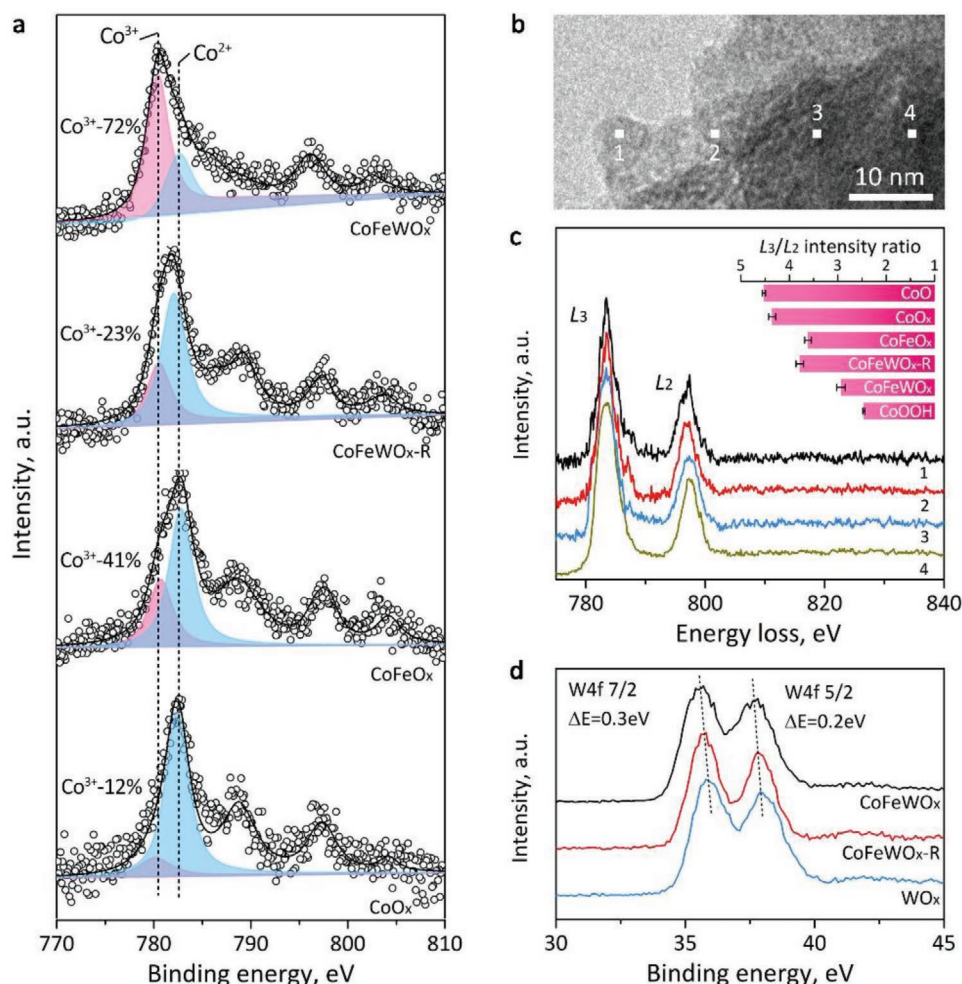 a
Co³⁺
Co²⁺
Co³⁺-72%
CoFeWOₓ
Co³⁺-23%
CoFeWOₓ-R
Co³⁺-41%
CoFeOₓ
Co³⁺-12%
CoOₓ
Intensity, a.u.
770 780 790 800 810
Binding energy, eV
b
1
2
3
4
10 nm
c
L₃/L₂ intensity ratio
5 4 3 2 1
CoO
CoOₓ
CoFeOₓ
CoFeWOₓ-R
CoFeWOₓ
CoOOH
L₃
L₂
1
2
3
4
Intensity, a.u.
780 800 820 840
Energy loss, eV
d
W4f 7/2
ΔE=0.3eV
W4f 5/2
ΔE=0.2eV
CoFeWOₓ
CoFeWOₓ-R
WOₓ
Intensity, a.u.
30 35 40 45
Binding energy, eV